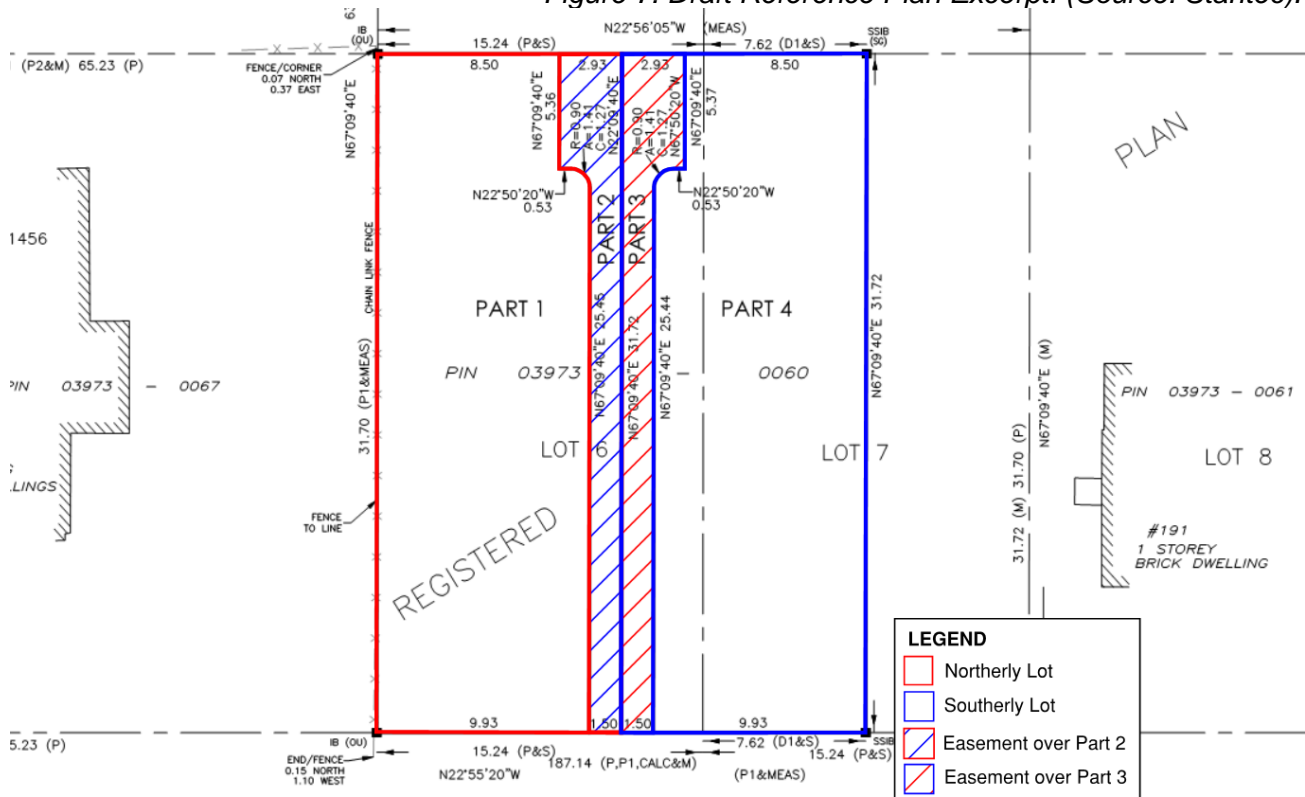 Figure 7: Draft Reference Plan Excerpt. (Source: Stantec).
N22°56'05"W (MEAS)
IB
(OU)
15.24 (P&S)
7.62 (D1&S)
SSIB
(SG)
(P2&M) 65.23 (P)
FENCE/CORNER
0.07 NORTH
0.37 EAST
8.50
2.93
2.93
8.50
N67°09'40"E
N67°09'40"E
5.36
R=0.90
A=1.41
C=1.27
N22°09'40"E
R=0.90
A=1.41
C=1.27
N67°50'20"W
N67°09'40"E
5.37
PLAN
N22°50'20"W
0.53
N22°50'20"W
0.53
PART 2
PART 3
1456
CHAIN LINK FENCE
PART 1
PART 4
N67°09'40"E 25.46
N67°09'40"E 31.72
N67°09'40"E 25.44
N67°09'40"E 31.72
PIN 03973 - 0067
PIN 03973 - 0060
PIN 03973 - 0061
31.70 (P1&MEAS)
N67°09'40"E (M)
31.72 (M) 31.70 (P)
LOT 6
LOT 7
LOT 8
LLINGS
FENCE
TO LINE
REGISTERED
#191
1 STOREY
BRICK DWELLING
9.93
1.50
1.50
9.93
5.23 (P)
IB (OU)
15.24 (P&S)
7.62 (D1&S)
SSIB
15.24 (P&S)
END/FENCE
0.15 NORTH
1.10 WEST
N22°55'20"W
187.14 (P,P1,CALC&M)
(P1&MEAS)
LEGEND
Northerly Lot
Southerly Lot
Easement over Part 2
Easement over Part 3